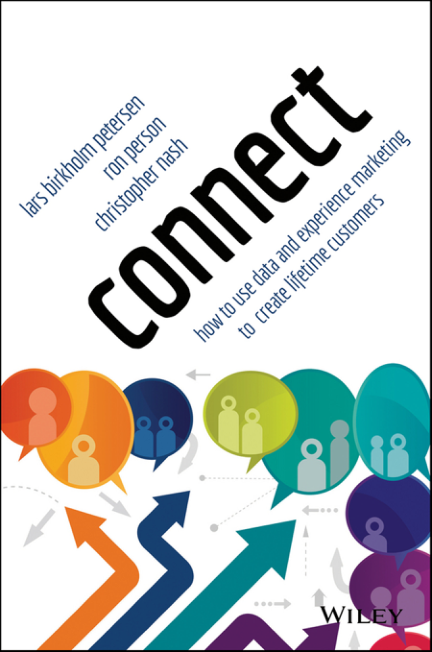 lars birkholm petersen
ron person
christopher nash
connect
how to use data and experience marketing
to create lifetime customers
WILEY